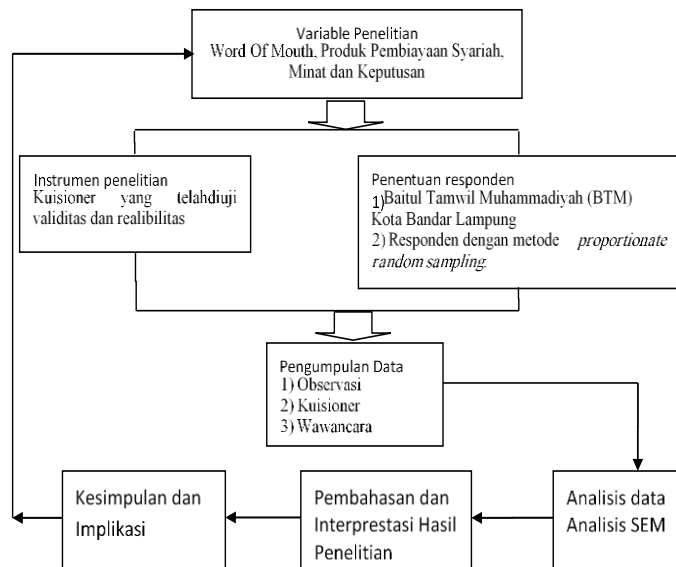 Variable Penelitian
Word Of Mouth, Produk Pembiayaan Syariah,
Minat dan Keputusan
Instrumen penelitian
Kuisioner yang telahdiuji
validitas dan realibilitas
Penentuan responden
1)Baitul Tamwil Muhammadiyah (BTM)
Kota Bandar Lampung
2) Responden dengan metode proportionate
random sampling.
Pengumpulan Data
1) Observasi
2) Kuisioner
3) Wawancara
Kesimpulan dan
Implikasi
Pembahasan dan
Interprestasi Hasil
Penelitian
Analisis data
Analisis SEM